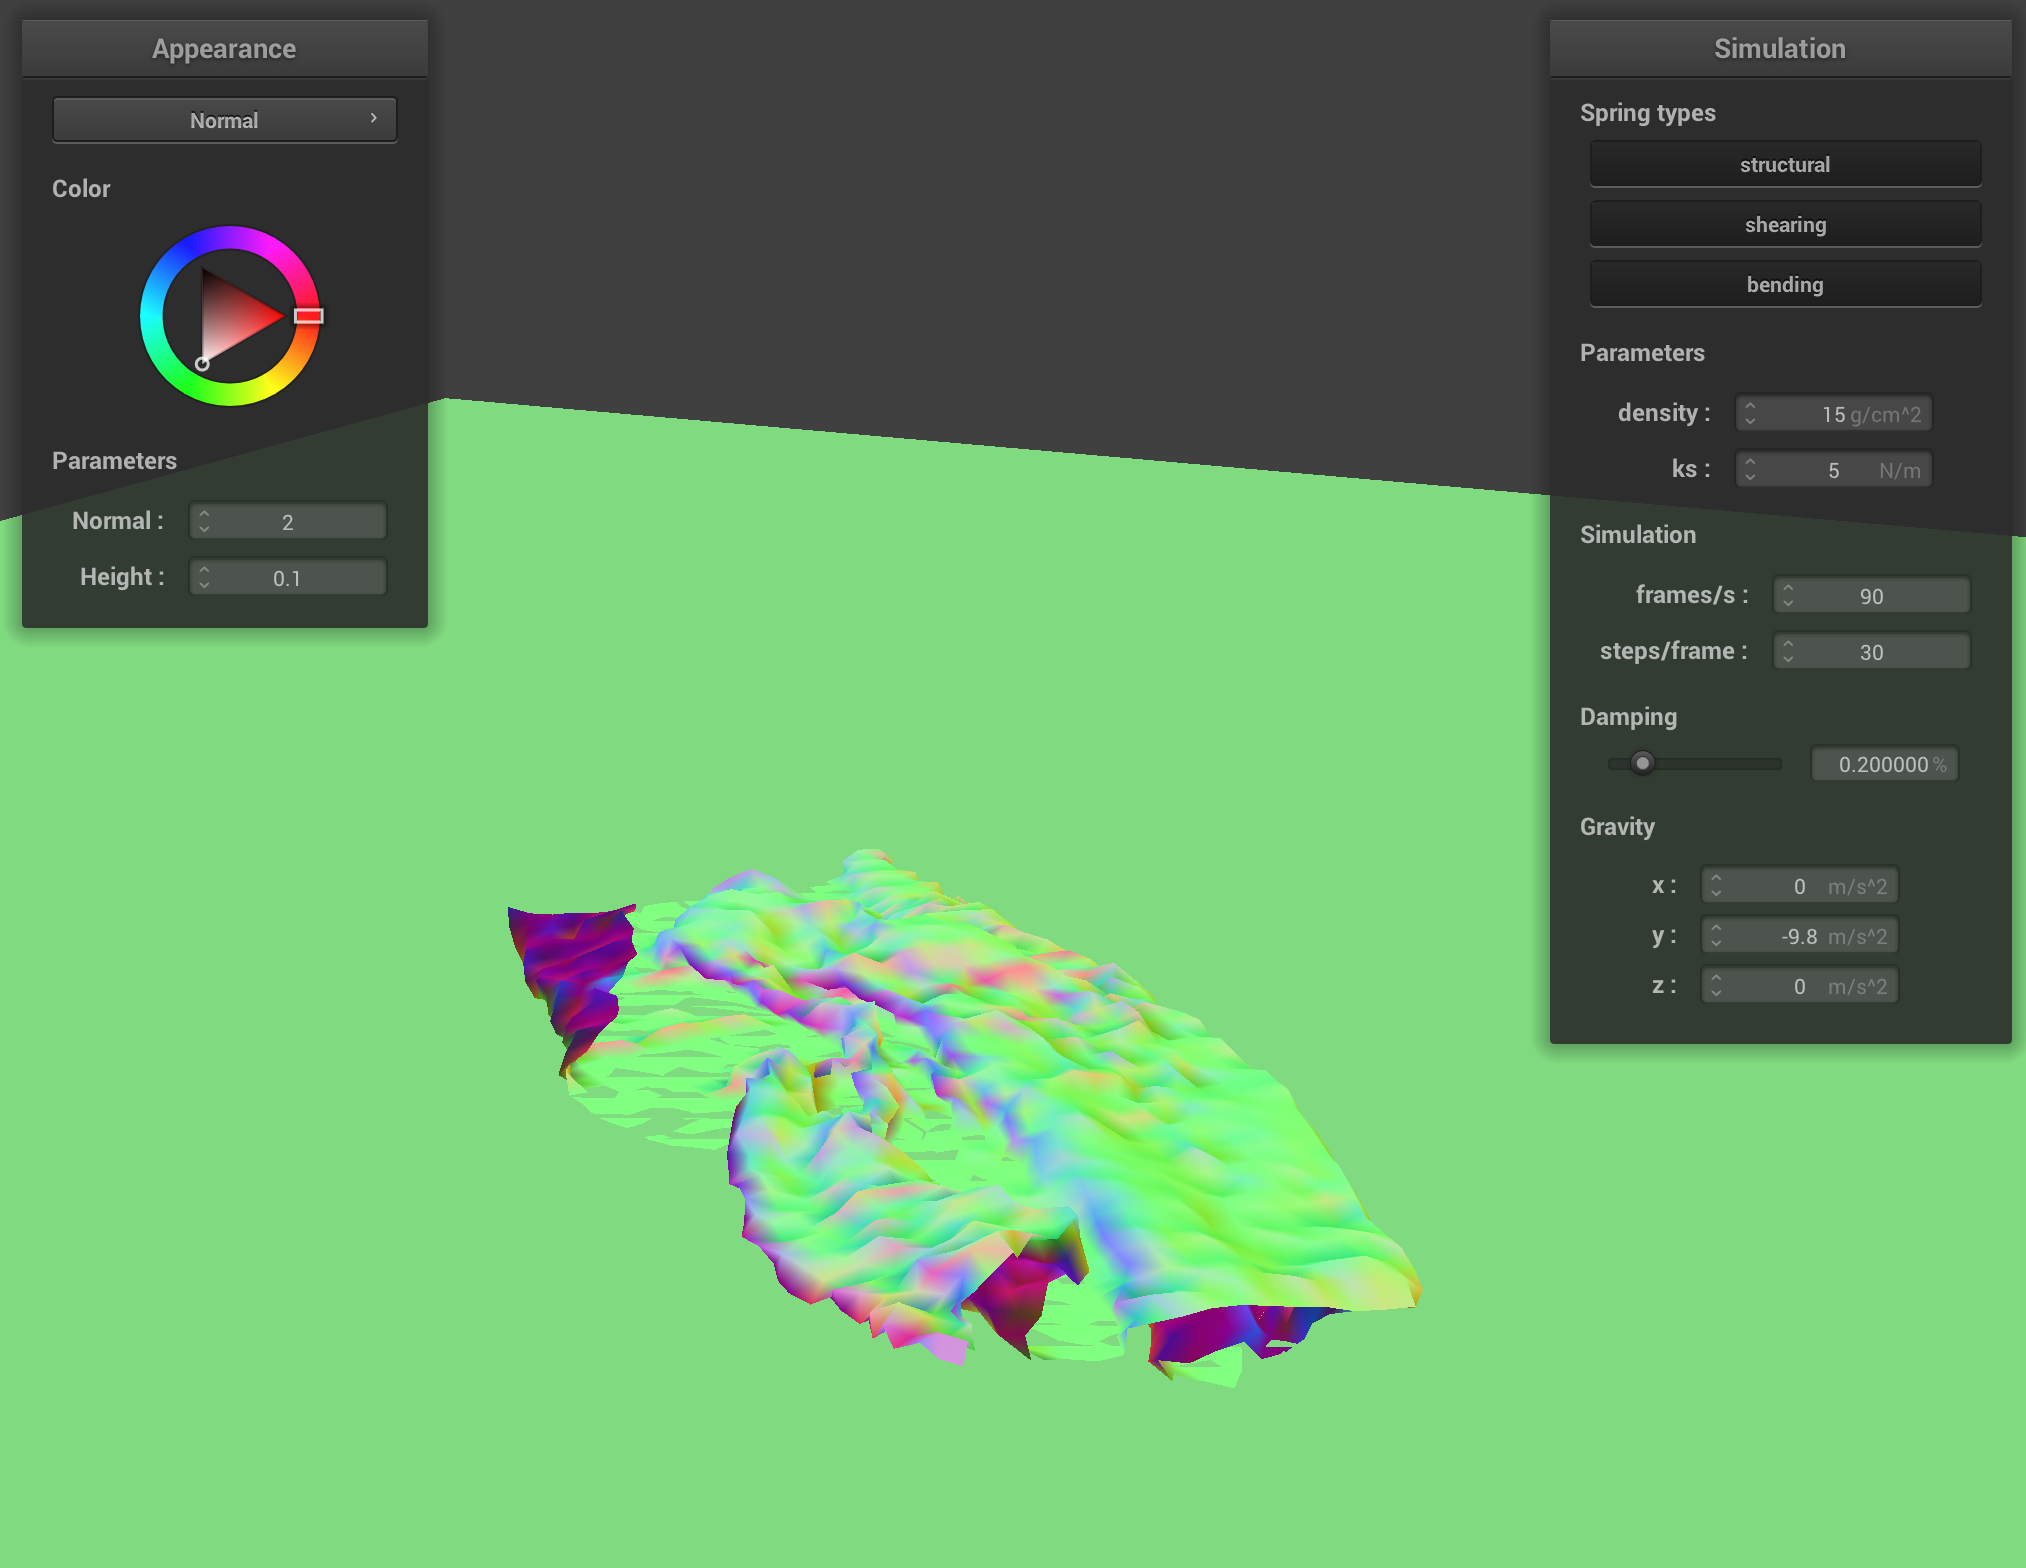 Appearance
Normal
Color
Parameters
Normal : 2
Height : 0.1
Simulation
Spring types
structural
shearing
bending
Parameters
density : 15 g/cm^2
ks : 5 N/m
Simulation
frames/s : 90
steps/frame : 30
Damping
0.200000 %
Gravity
x : 0 m/s^2
y : -9.8 m/s^2
z : 0 m/s^2